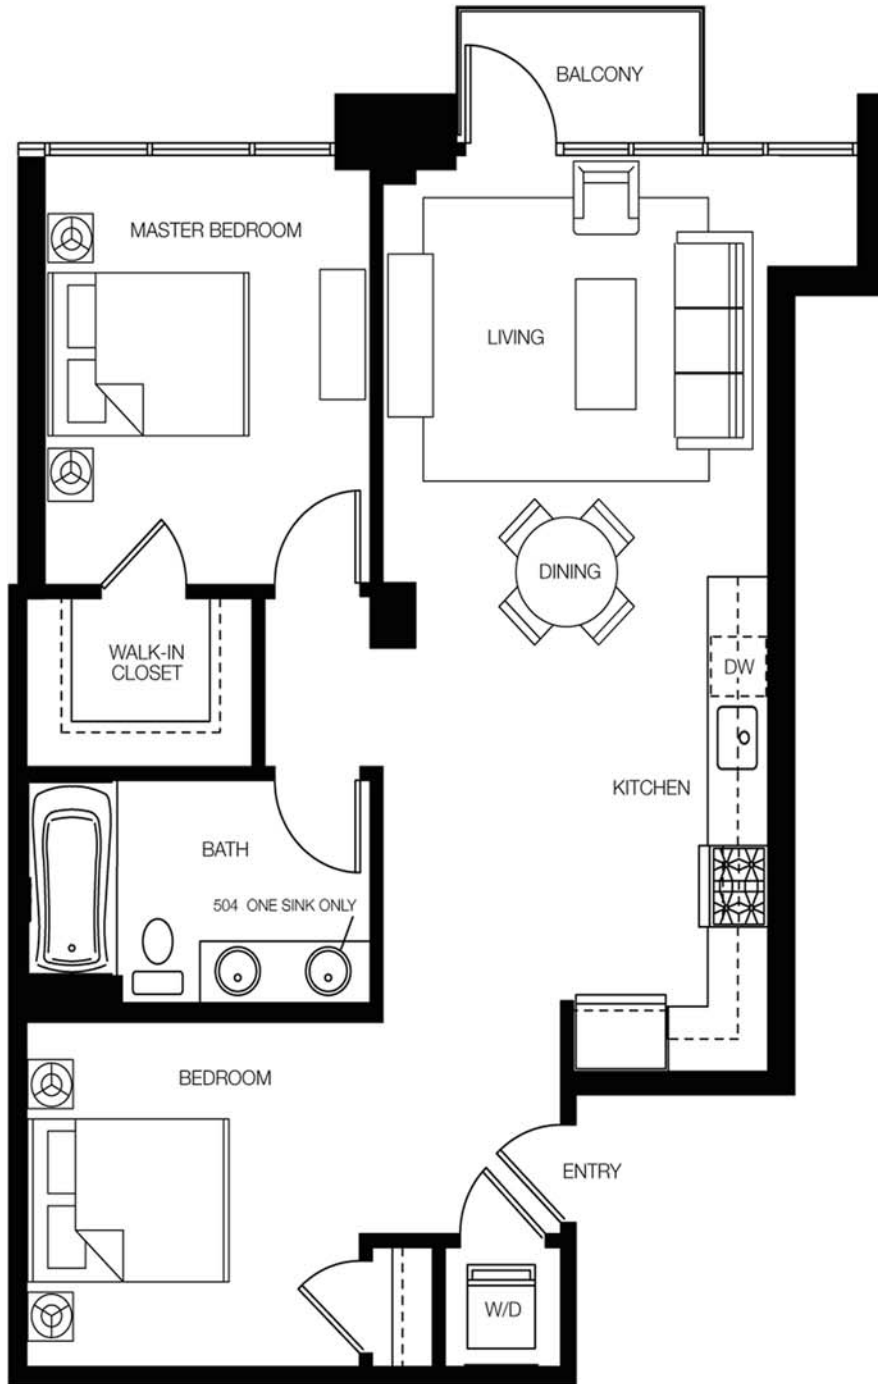 BALCONY
MASTER BEDROOM
LIVING
DINING
WALK-IN
CLOSET
DW
KITCHEN
BATH
504 ONE SINK ONLY
BEDROOM
ENTRY
W/D